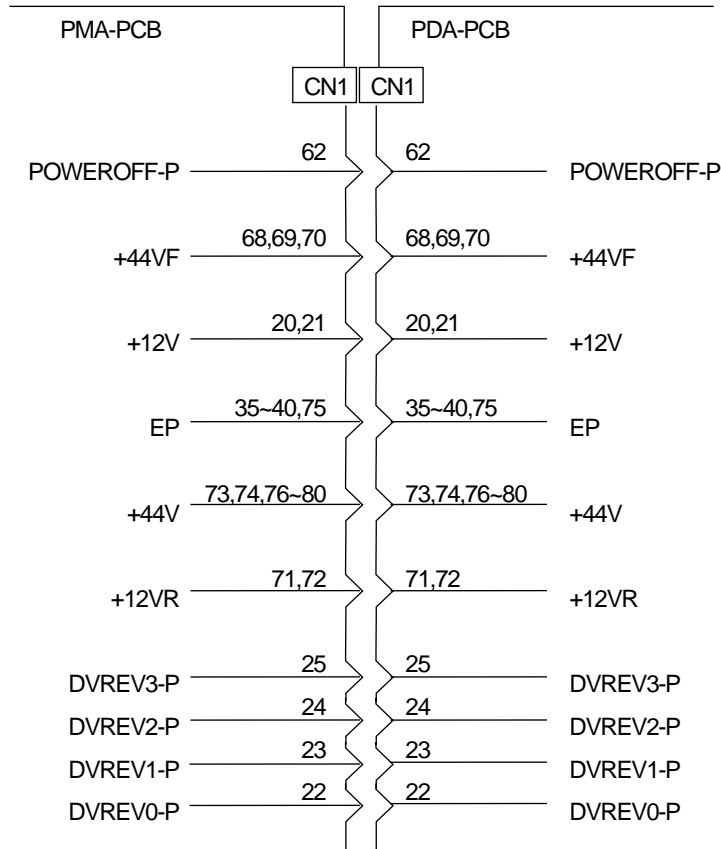 PMA-PCB PDA-PCB
CN1 CN1
POWEROFF-P 62 62 POWEROFF-P
+44VF 68,69,70 68,69,70 +44VF
+12V 20,21 20,21 +12V
EP 35~40,75 35~40,75 EP
+44V 73,74,76~80 73,74,76~80 +44V
+12VR 71,72 71,72 +12VR
DVREV3-P 25 25 DVREV3-P
DVREV2-P 24 24 DVREV2-P
DVREV1-P 23 23 DVREV1-P
DVREV0-P 22 22 DVREV0-P